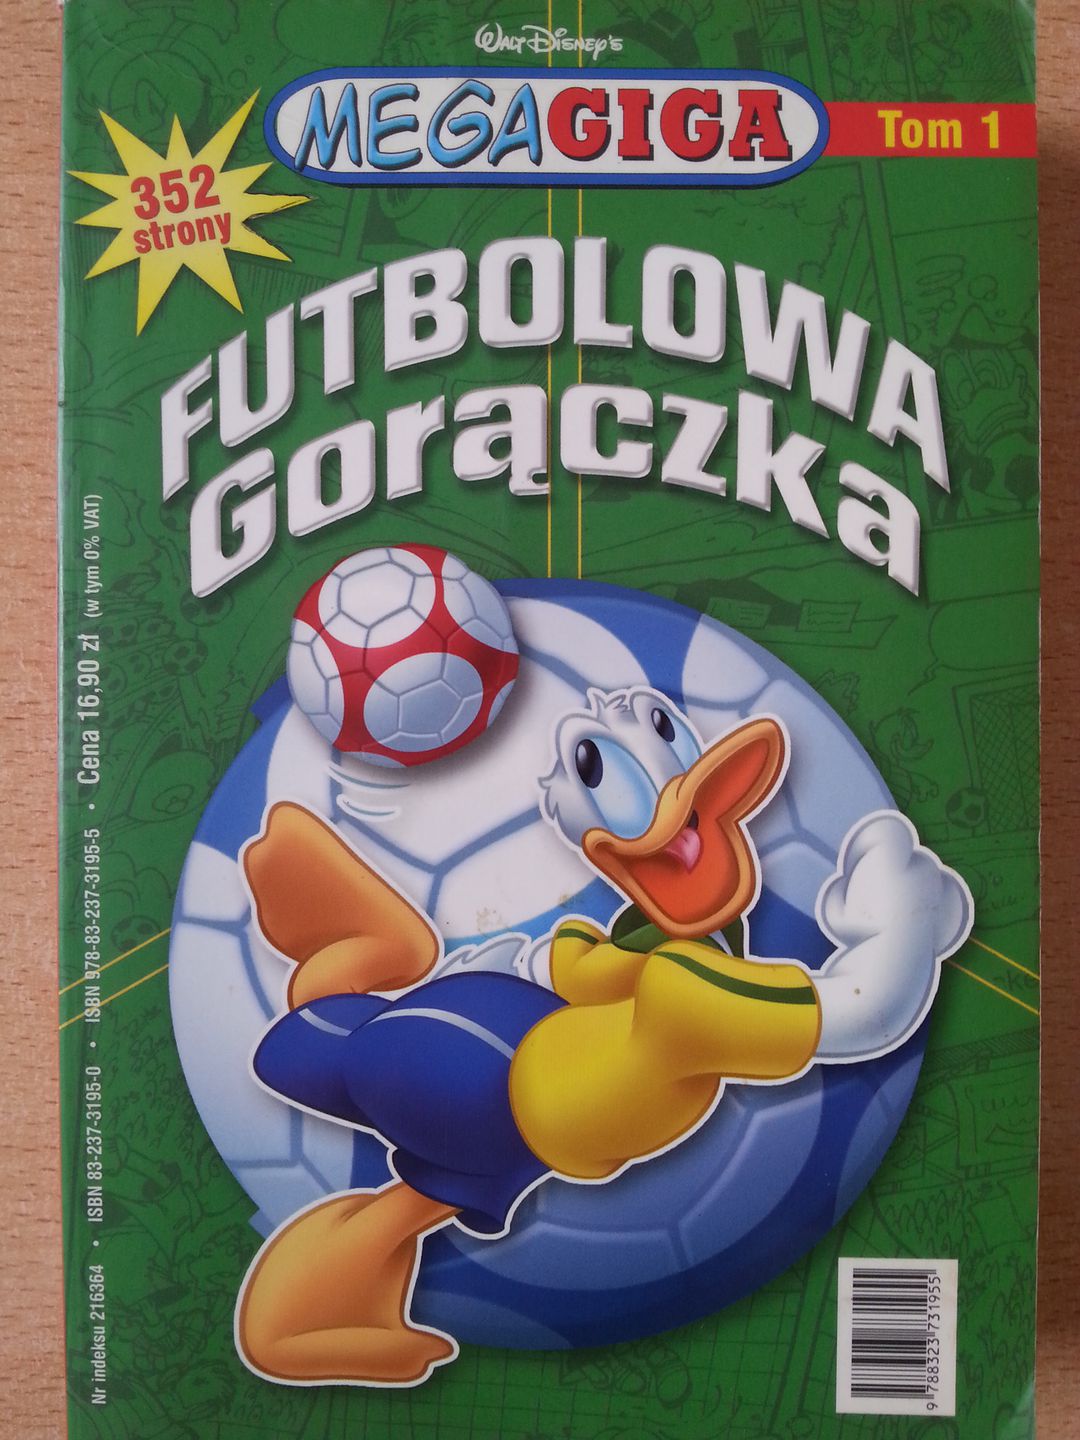 Walt Disney's
MEGAGIGA
Tom 1
352
strony
FUTBOLOWA
Gorączka
Nr indeksu 216364 • ISBN 83-237-3195-0 • ISBN 978-83-237-3195-5 • Cena 16,90 zł (w tym 0% VAT)
9 788323 731955